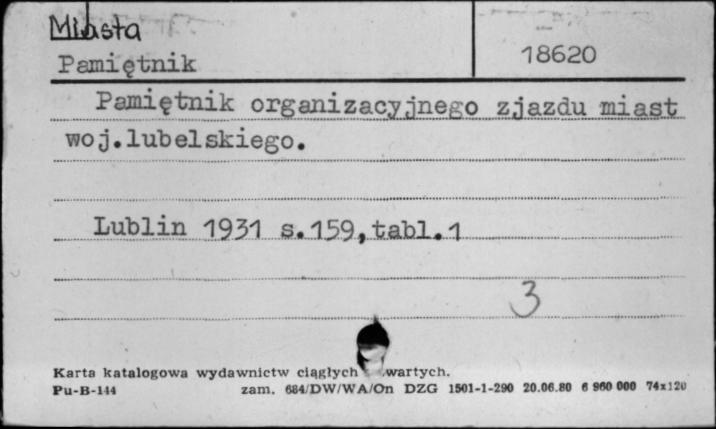 Miasta
Pamiętnik
18620
Pamiętnik organizacyjnego zjazdu miast
woj.lubelskiego.
Lublin 1931 s.159,tabl.1
3
Karta katalogowa wydawnictw ciągłych wartych.
Pu-B-144 zam. 684/DW/WA/On DZG 1501-1-290 20.06.80 6 960 000 74x120